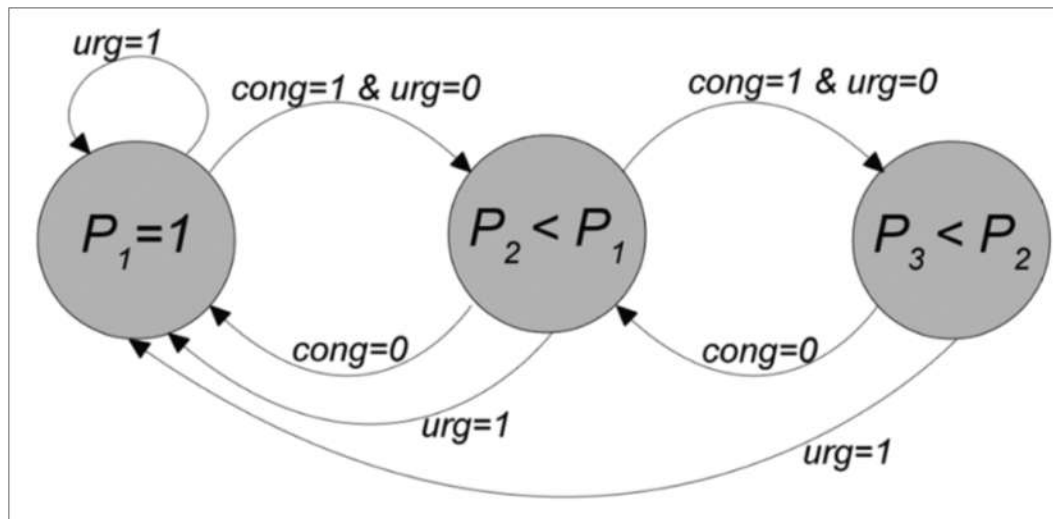 urg=1
cong=1 & urg=0
cong=1 & urg=0
P1=1
P2 < P1
P3 < P2
cong=0
cong=0
urg=1
urg=1